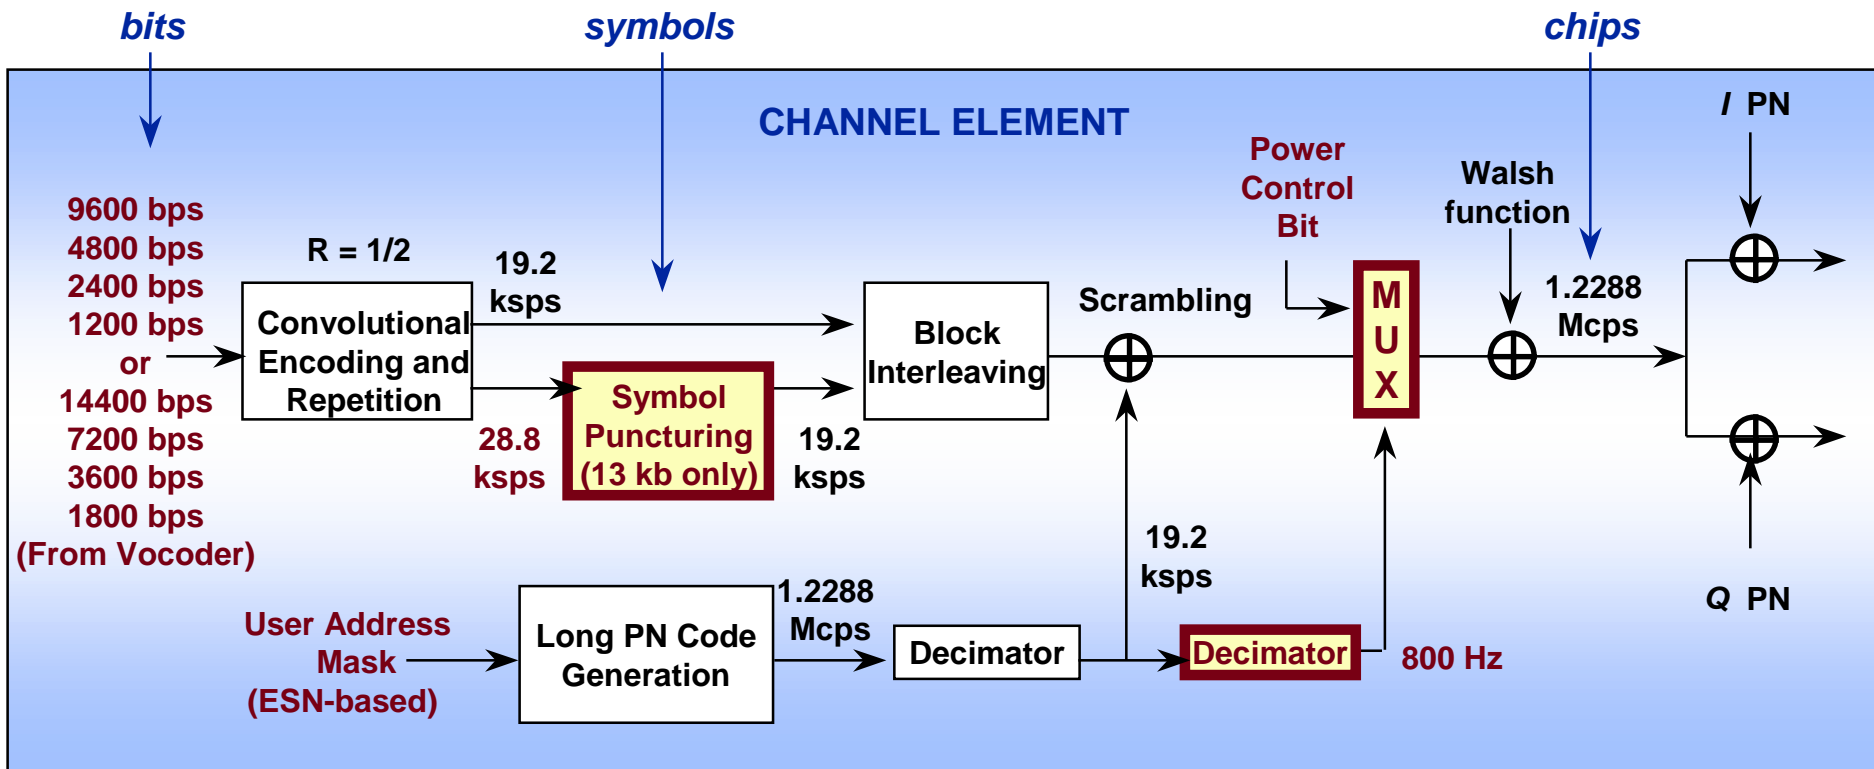 bits
symbols
chips
CHANNEL ELEMENT
I PN
Power
Control
Bit
Walsh
function
9600 bps
4800 bps
2400 bps
1200 bps
or
14400 bps
7200 bps
3600 bps
1800 bps
(From Vocoder)
R = 1/2
Convolutional
Encoding and
Repetition
19.2
ksps
28.8
ksps
Symbol
Puncturing
(13 kb only)
19.2
ksps
Block
Interleaving
Scrambling
M
U
X
1.2288
Mcps
Q PN
User Address
Mask
(ESN-based)
Long PN Code
Generation
1.2288
Mcps
Decimator
19.2
ksps
Decimator
800 Hz